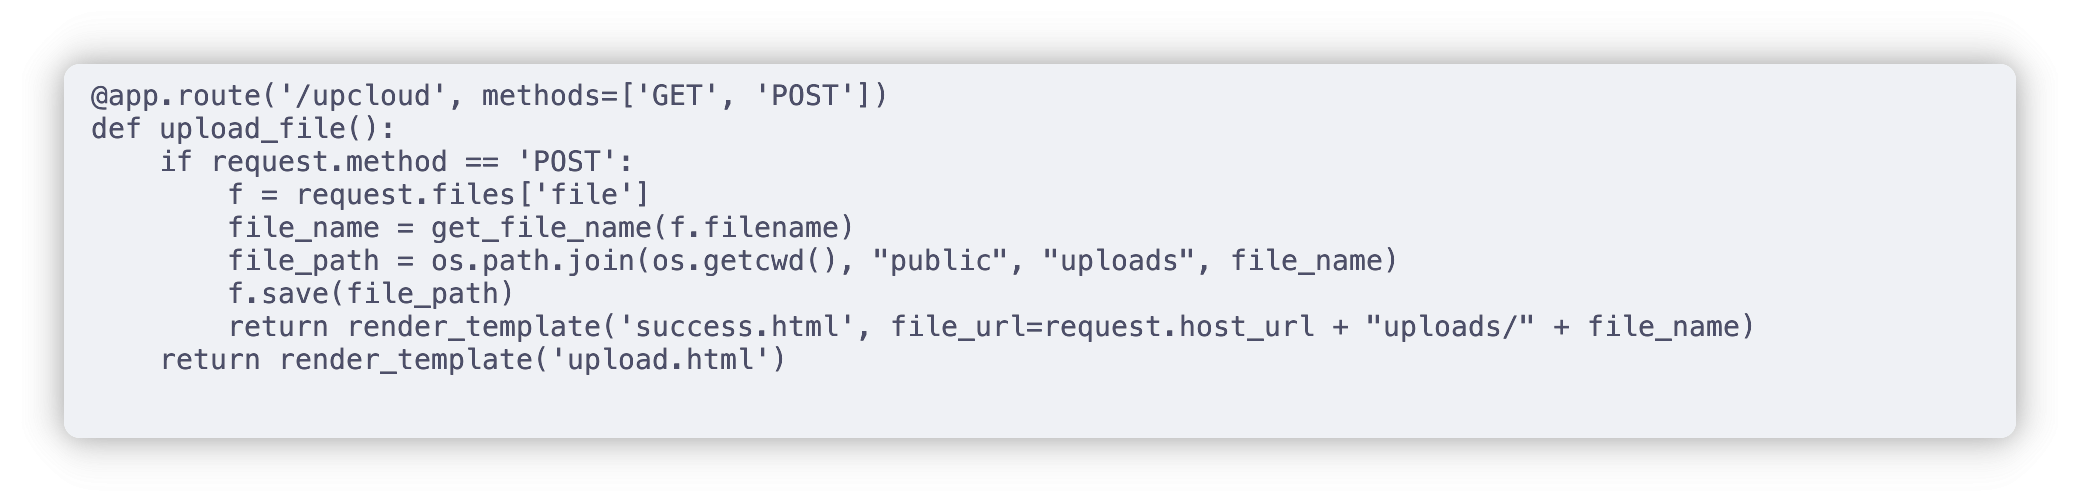 @app.route('/upcloud', methods=['GET', 'POST'])
def upload_file():
    if request.method == 'POST':
        f = request.files['file']
        file_name = get_file_name(f.filename)
        file_path = os.path.join(os.getcwd(), "public", "uploads", file_name)
        f.save(file_path)
        return render_template('success.html', file_url=request.host_url + "uploads/" + file_name)
    return render_template('upload.html')